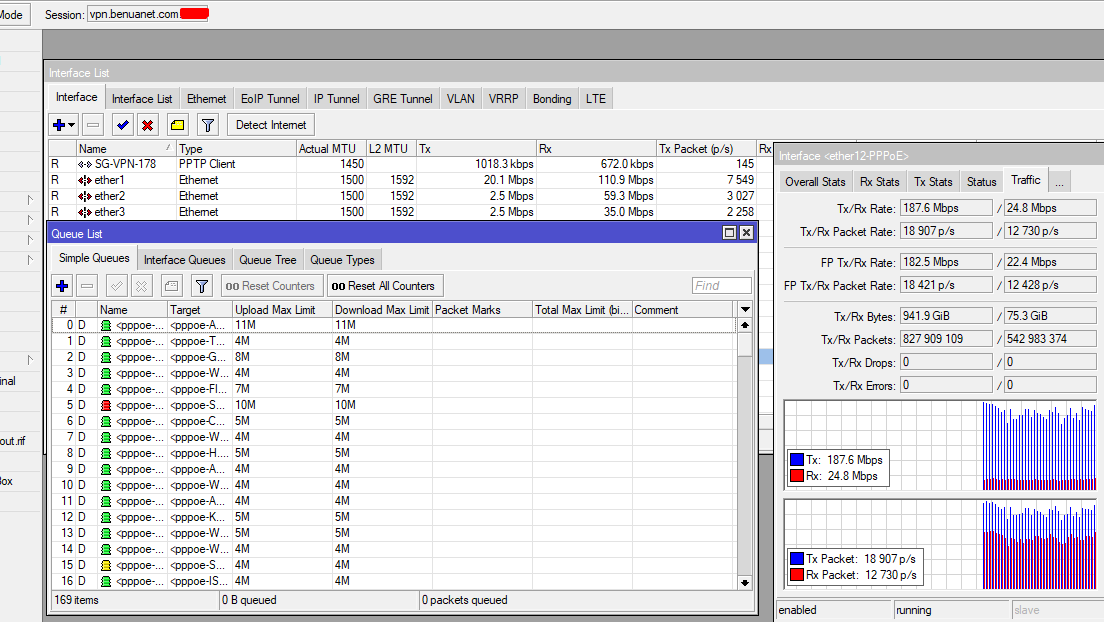 Mode
Session: vpn.benuanet.com
Interface List
Interface Interface List Ethernet EoIP Tunnel IP Tunnel GRE Tunnel VLAN VRRP Bonding LTE
Detect Internet
Name Type Actual MTU L2 MTU Tx Rx Tx Packet (p/s) Rx
R SG-VPN-178 PPTP Client 1450 1018.3 kbps 672.0 kbps 145
R ether1 Ethernet 1500 1592 20.1 Mbps 110.9 Mbps 7 549
R ether2 Ethernet 1500 1592 2.5 Mbps 59.3 Mbps 3 027
R ether3 Ethernet 1500 1592 2.5 Mbps 35.0 Mbps 2 258
Queue List
Simple Queues Interface Queues Queue Tree Queue Types
00 Reset Counters 00 Reset All Counters Find
# Name Target Upload Max Limit Download Max Limit Packet Marks Total Max Limit (bi... Comment
0 D <pppoe-... <pppoe-A... 11M 11M
1 D <pppoe-... <pppoe-T... 4M 4M
2 D <pppoe-... <pppoe-G... 8M 8M
3 D <pppoe-... <pppoe-W... 4M 4M
4 D <pppoe-... <pppoe-FI... 7M 7M
5 D <pppoe-... <pppoe-S... 10M 10M
6 D <pppoe-... <pppoe-C... 5M 5M
7 D <pppoe-... <pppoe-W... 4M 4M
8 D <pppoe-... <pppoe-H... 5M 5M
9 D <pppoe-... <pppoe-A... 4M 4M
10 D <pppoe-... <pppoe-W... 4M 4M
11 D <pppoe-... <pppoe-A... 4M 4M
12 D <pppoe-... <pppoe-K... 5M 5M
13 D <pppoe-... <pppoe-W... 5M 5M
14 D <pppoe-... <pppoe-W... 4M 4M
15 D <pppoe-... <pppoe-S... 4M 4M
16 D <pppoe-... <pppoe-IS... 4M 4M
169 items 0 B queued 0 packets queued
Interface <ether12-PPPoE>
Overall Stats Rx Stats Tx Stats Status Traffic ...
Tx/Rx Rate: 187.6 Mbps / 24.8 Mbps
Tx/Rx Packet Rate: 18 907 p/s / 12 730 p/s
FP Tx/Rx Rate: 182.5 Mbps / 22.4 Mbps
FP Tx/Rx Packet Rate: 18 421 p/s / 12 428 p/s
Tx/Rx Bytes: 941.9 GiB / 75.3 GiB
Tx/Rx Packets: 827 909 109 / 542 983 374
Tx/Rx Drops: 0 / 0
Tx/Rx Errors: 0 / 0
Tx: 187.6 Mbps
Rx: 24.8 Mbps
Tx Packet: 18 907 p/s
Rx Packet: 12 730 p/s
enabled running slave
inal
out.rif
Box